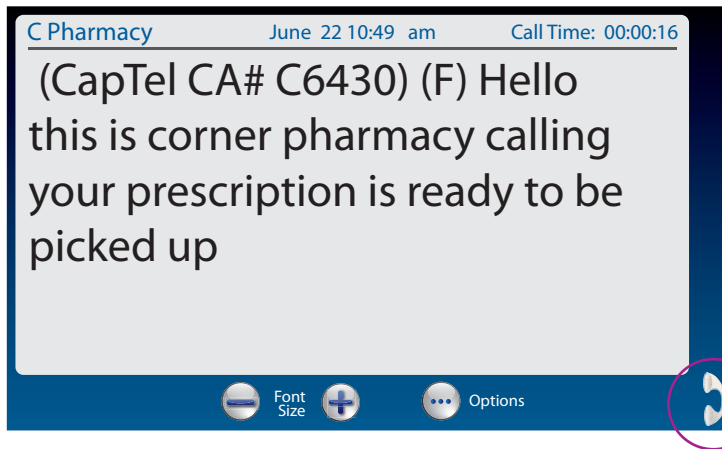 C Pharmacy June 22 10:49 am Call Time: 00:00:16
(CapTel CA# C6430) (F) Hello
this is corner pharmacy calling
your prescription is ready to be
picked up
Font
Size
Options